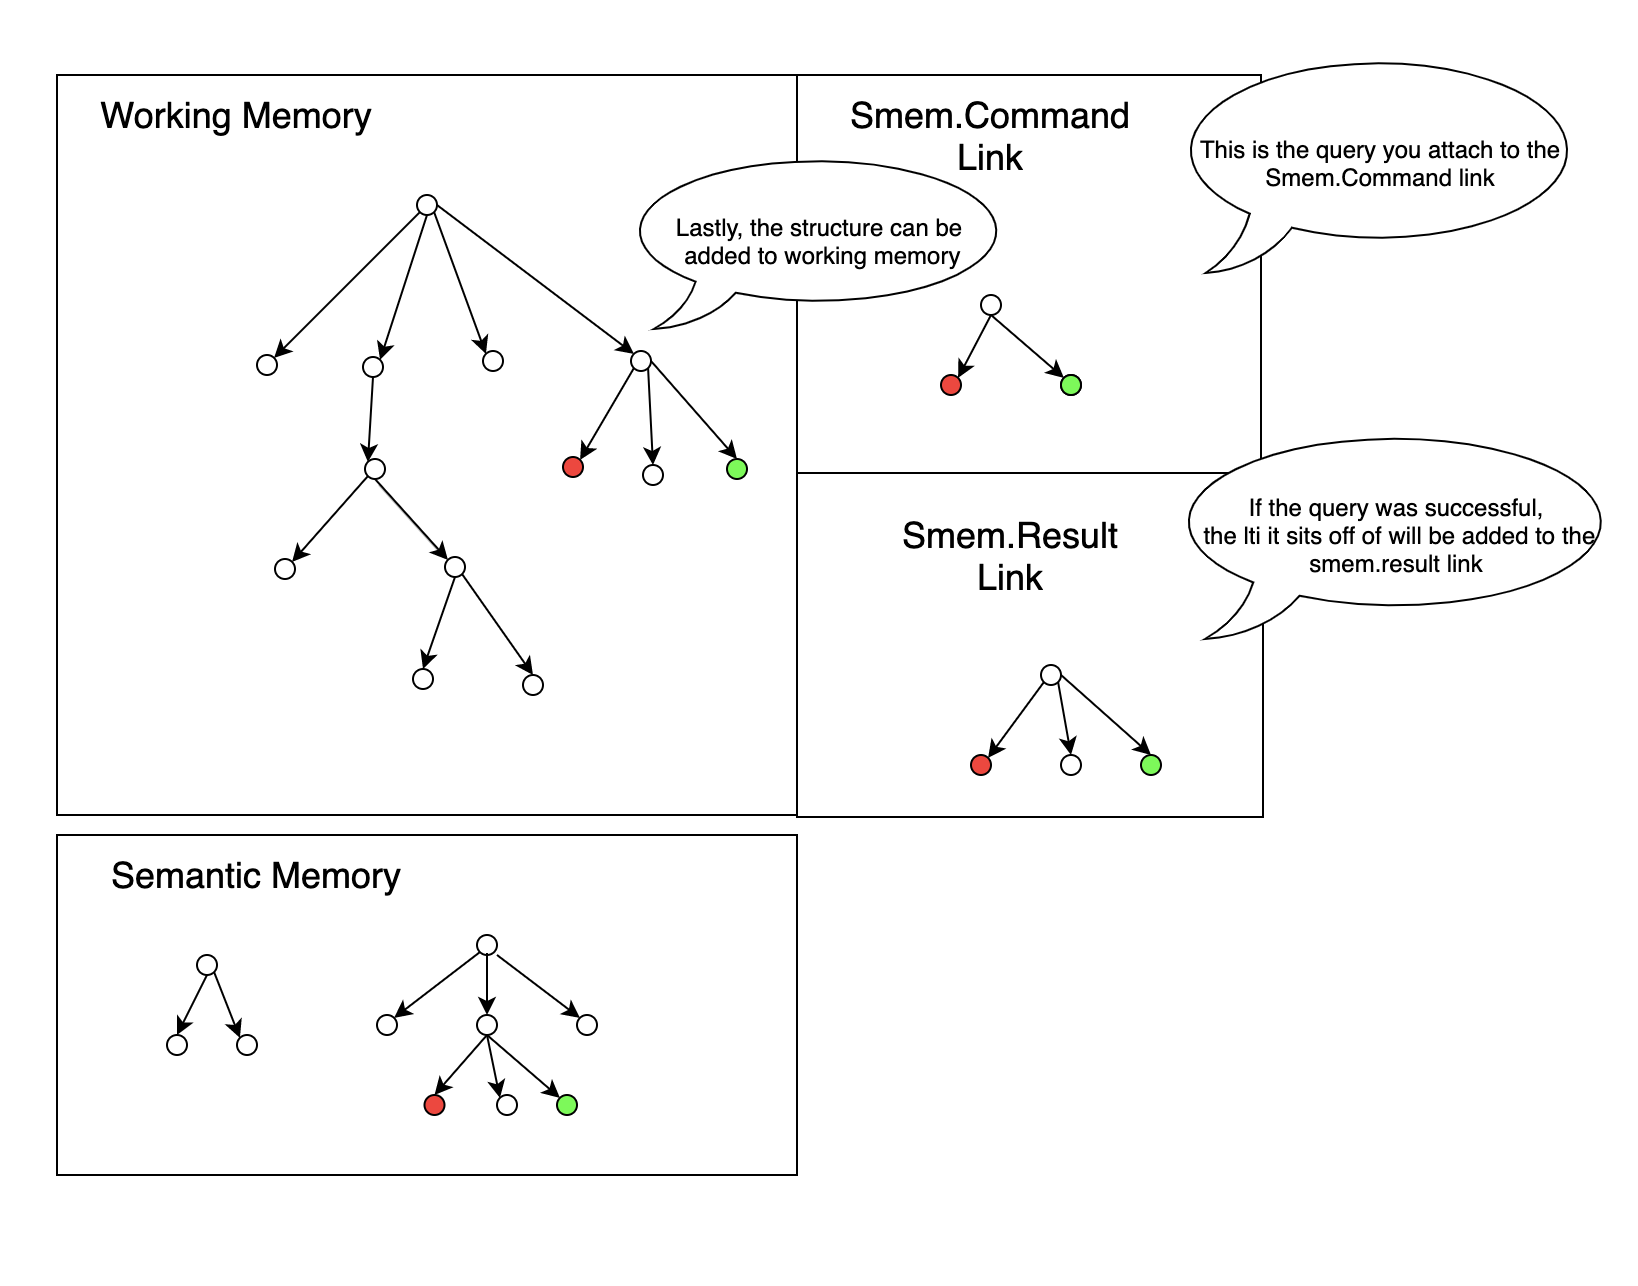 Working Memory
Smem.Command
Link
This is the query you attach to the
Smem.Command link
Lastly, the structure can be
added to working memory
Smem.Result
Link
If the query was successful,
the lti it sits off of will be added to the
smem.result link
Semantic Memory